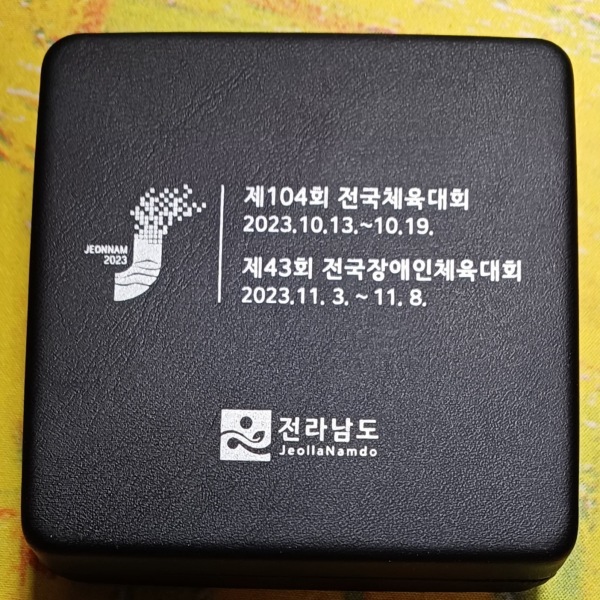 JEONNAM
2023
제104회 전국체육대회
2023.10.13.~10.19.
제43회 전국장애인체육대회
2023.11. 3. ~ 11. 8.
전라남도
JeollaNamdo